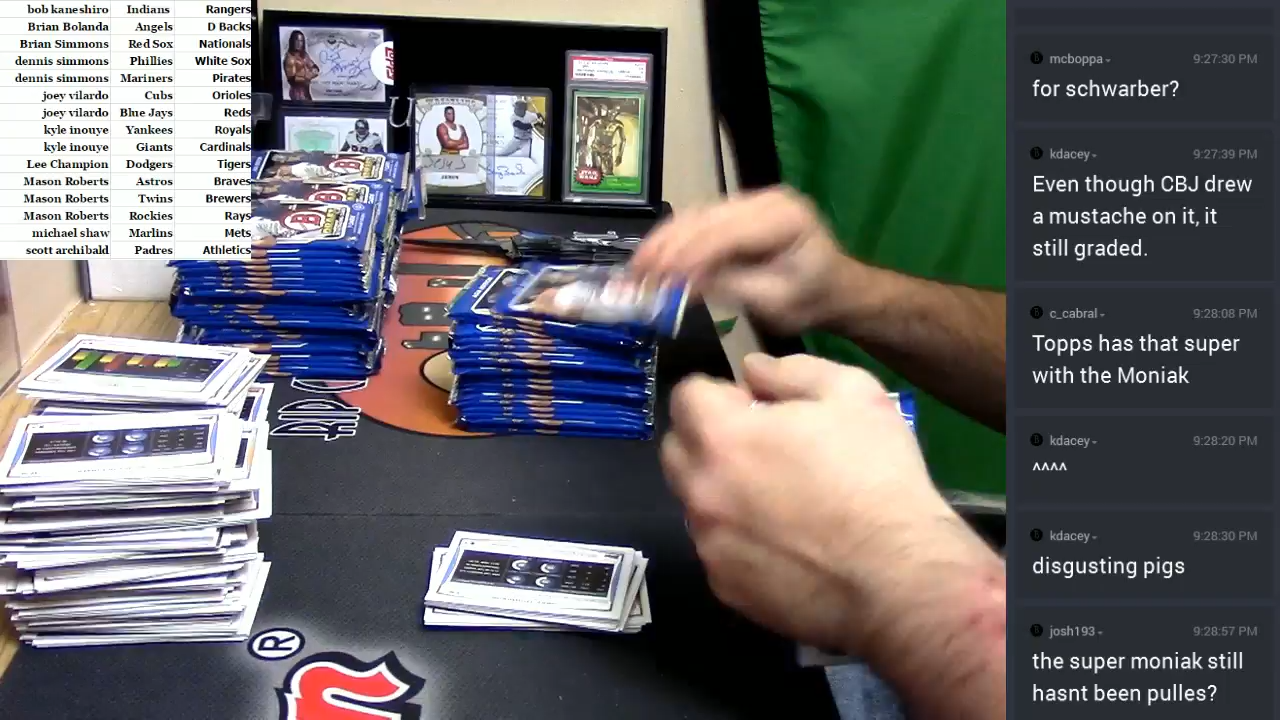 bob kaneshiro Indians Rangers
Brian Bolanda Angels D Backs
Brian Simmons Red Sox Nationals
dennis simmons Phillies White Sox
dennis simmons Mariners Pirates
joey vilardo Cubs Orioles
joey vilardo Blue Jays Reds
kyle inouye Yankees Royals
kyle inouye Giants Cardinals
Lee Champion Dodgers Tigers
Mason Roberts Astros Braves
Mason Roberts Twins Brewers
Mason Roberts Rockies Rays
michael shaw Marlins Mets
scott archibald Padres Athletics
STAR WARS
RIP
®
mcboppa 9:27:30 PM
for schwarber?
kdacey 9:27:39 PM
Even though CBJ drew
a mustache on it, it
still graded.
c_cabral 9:28:08 PM
Topps has that super
with the Moniak
kdacey 9:28:20 PM
^^^^
kdacey 9:28:30 PM
disgusting pigs
josh193 9:28:57 PM
the super moniak still
hasnt been pulles?